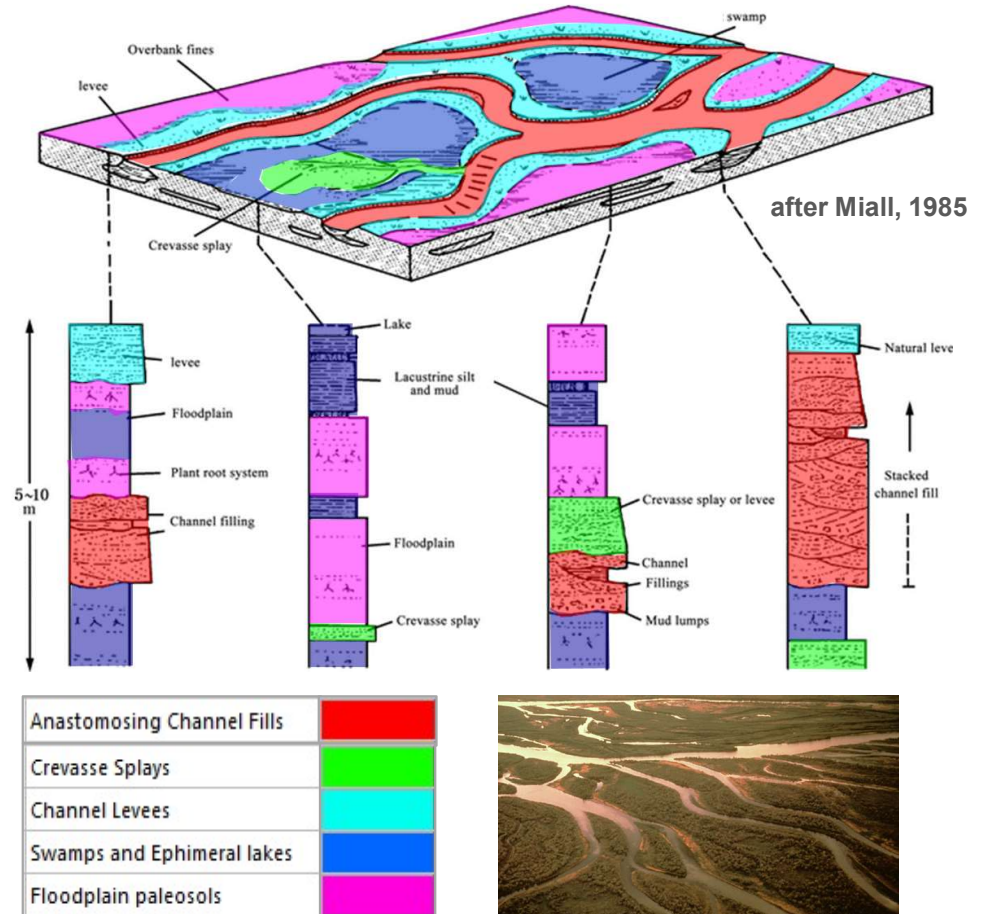 swamp
Overbank fines
levee
after Miall, 1985
Crevasse splay
Lake
levee
Natural leve
Lacustrine silt
and mud
Floodplain
Plant root system
5~10
m
Stacked
channel fill
Crevasse splay or levee
Channel filling
Floodplain
Channel
Fillings
Crevasse splay
Mud lumps
Anastomosing Channel Fills
Crevasse Splays
Channel Levees
Swamps and Ephimeral lakes
Floodplain paleosols